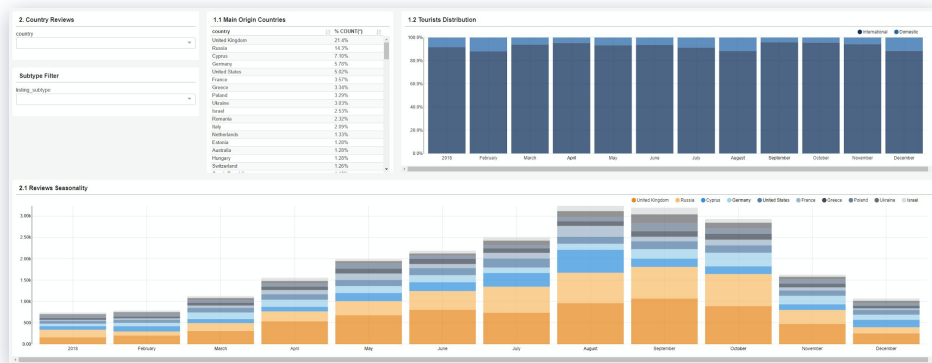 2. Country Reviews
country
Subtype Filter
listing_subtype
1.1 Main Origin Countries
country % COUNT(*)
United Kingdom 21.4%
Russia 14.3%
Cyprus 7.10%
Germany 5.78%
United States 5.02%
France 3.57%
Greece 3.34%
Poland 3.29%
Ukraine 3.03%
Israel 2.53%
Romania 2.32%
Italy 2.09%
Netherlands 1.33%
Estonia 1.28%
Australia 1.28%
Hungary 1.28%
Switzerland 1.26%
1.2 Tourists Distribution
International Domestic
100.0%
80.0%
60.0%
40.0%
20.0%
0.0%
2018 February March April May June July August September October November December
2.1 Reviews Seasonality
United Kingdom Russia Cyprus Germany United States France Greece Poland Ukraine Israel
3.00k
2.50k
2.00k
1.50k
1.00k
500
0.00
2018 February March April May June July August September October November December